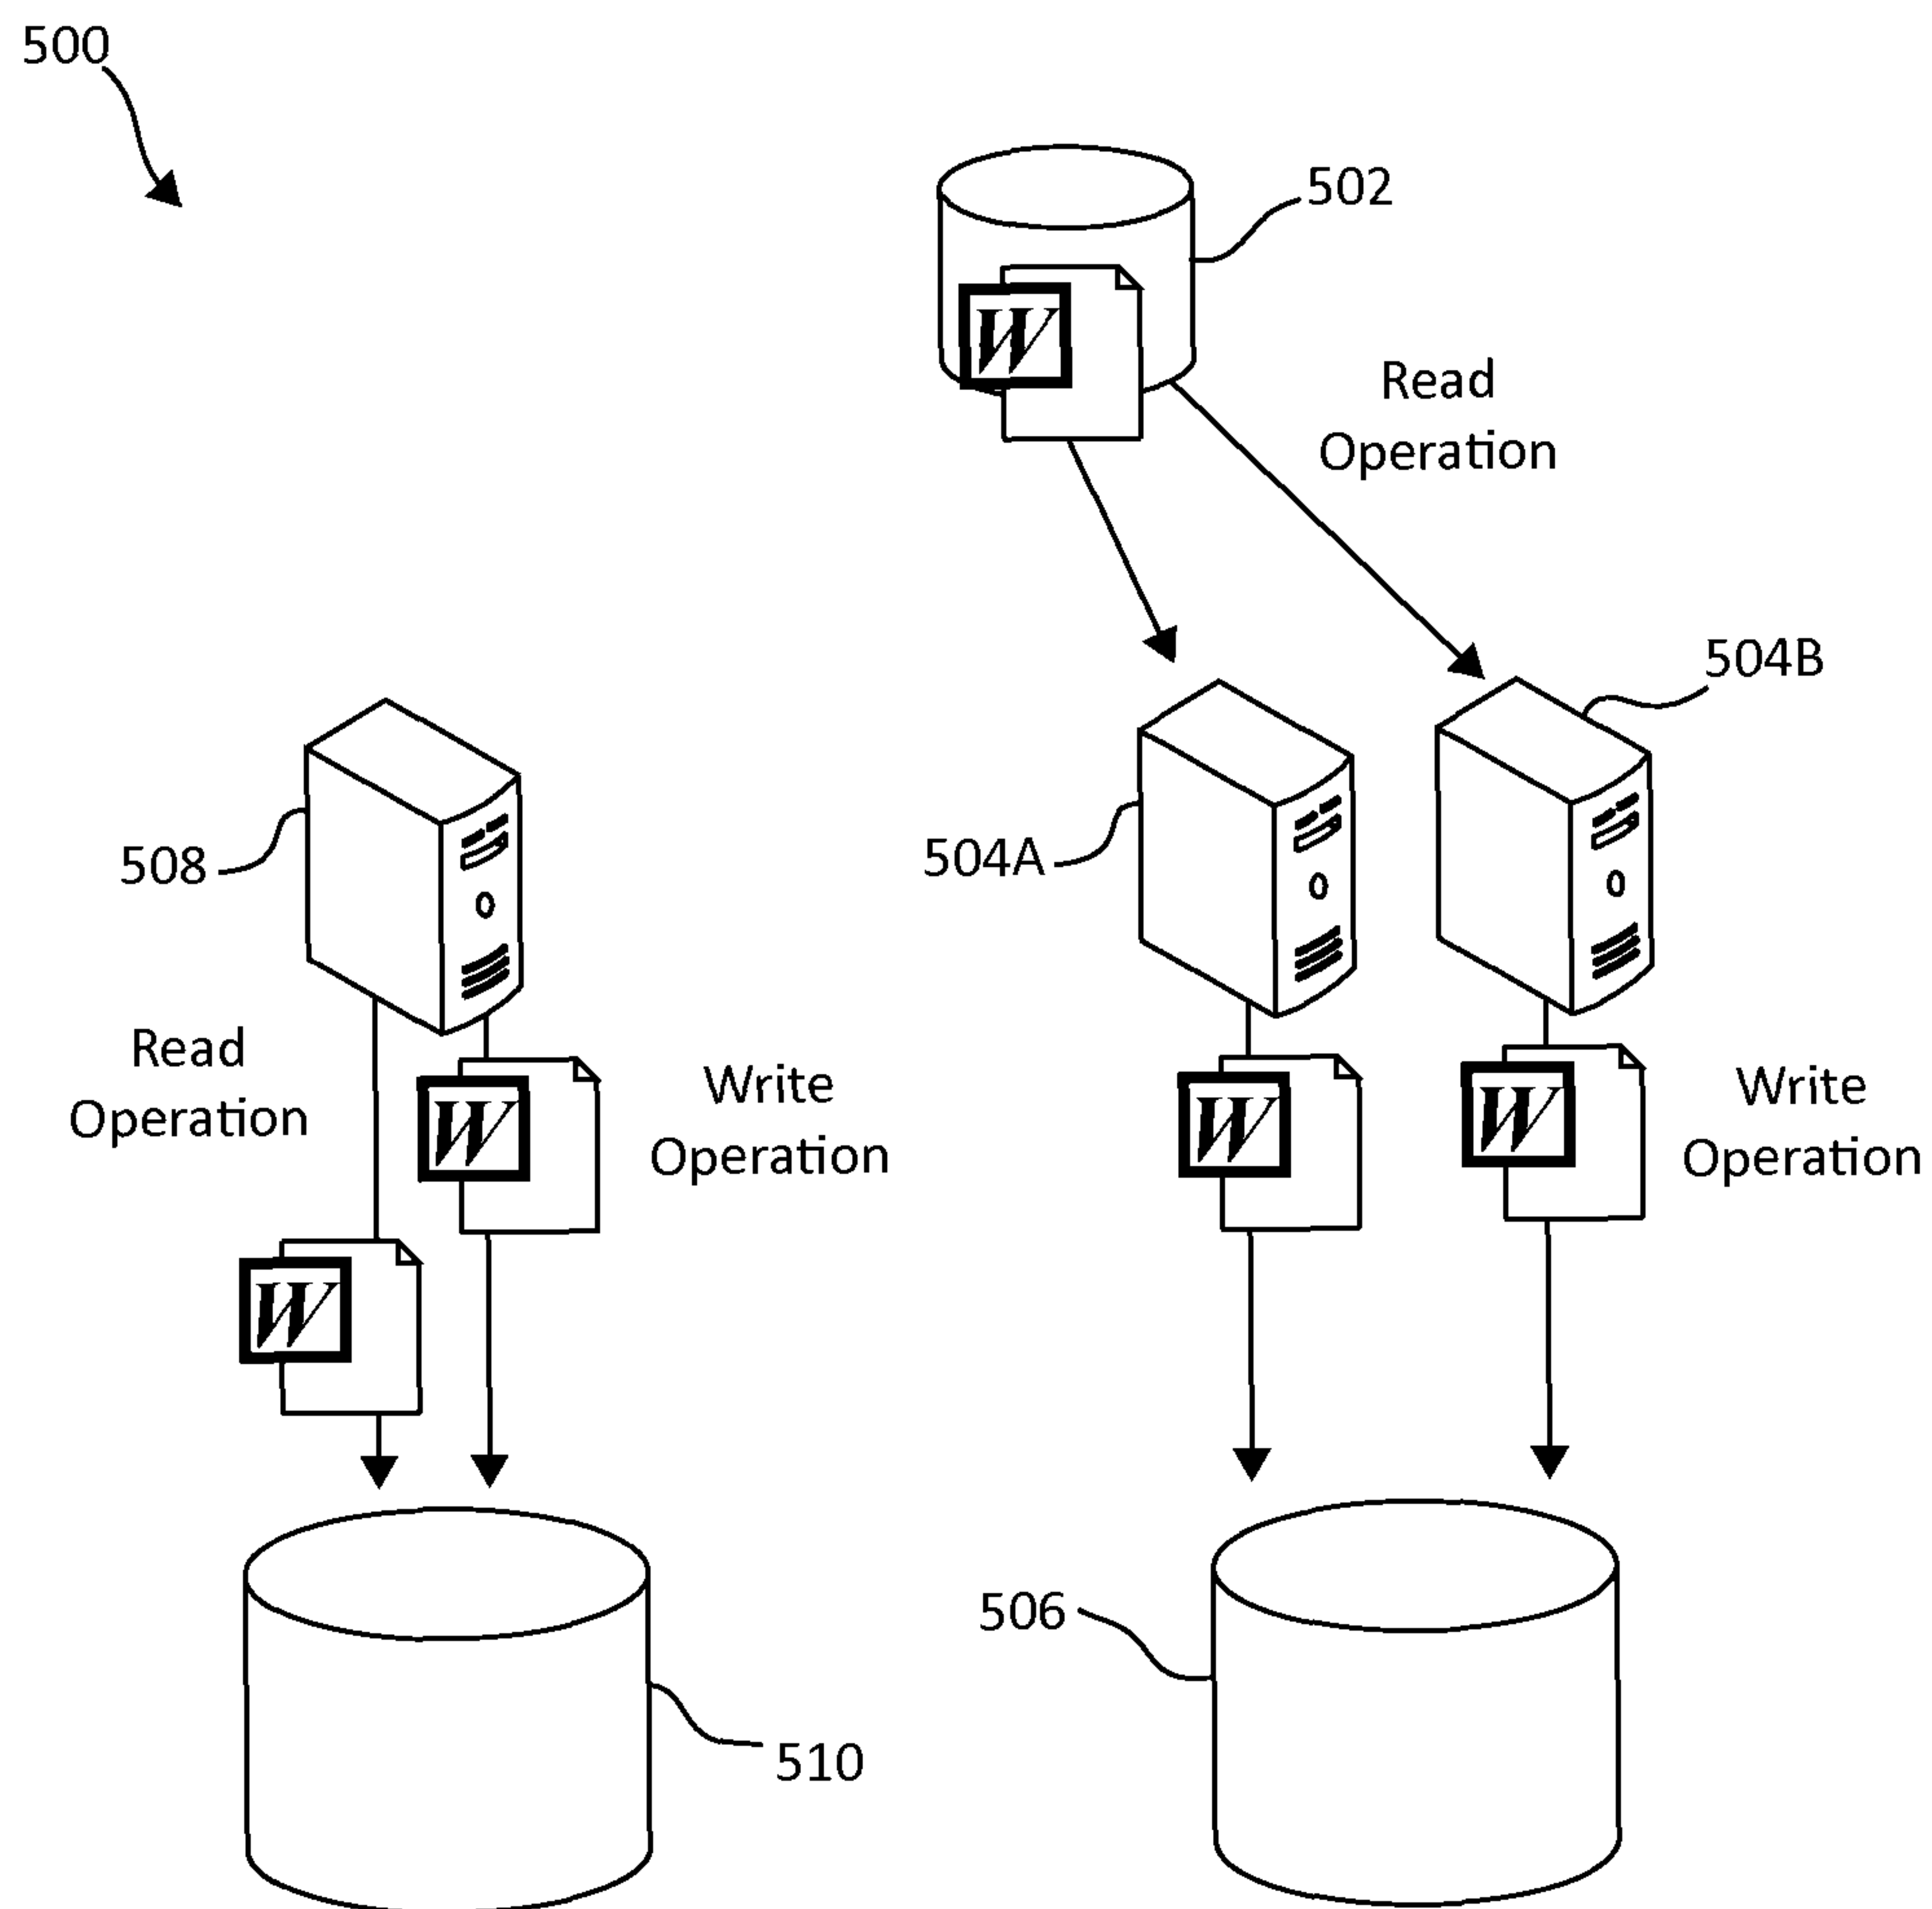 500
502
W
Read
Operation
504B
508
504A
Read
Operation
Write
Operation
W
W
W
Write
Operation
W
506
510